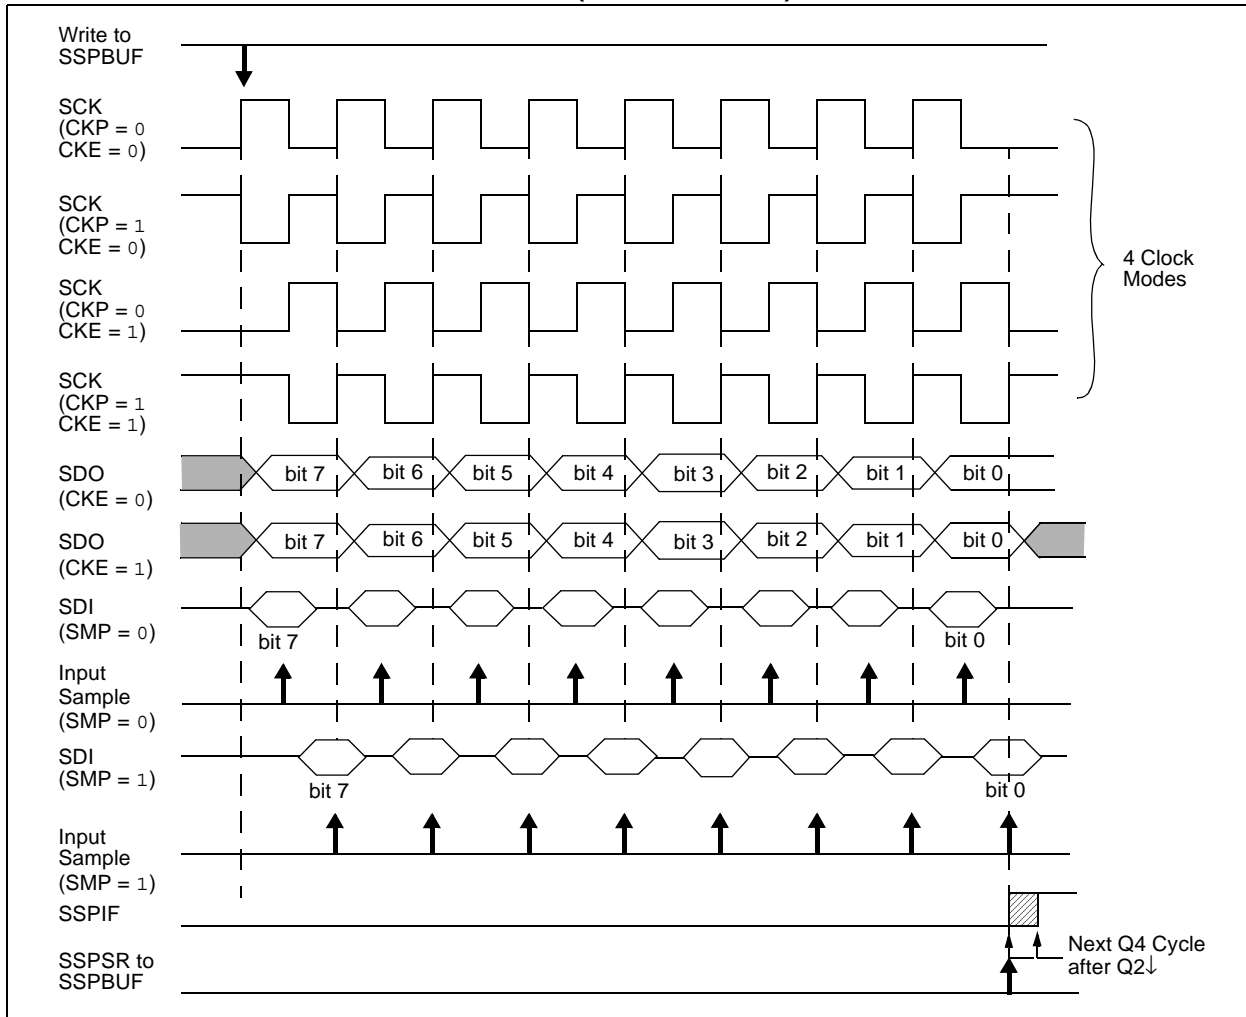 Write to
SSPBUF
SCK
(CKP = 0
CKE = 0)
SCK
(CKP = 1
CKE = 0)
SCK
(CKP = 0
CKE = 1)
SCK
(CKP = 1
CKE = 1)
4 Clock
Modes
SDO
(CKE = 0)
bit 7 bit 6 bit 5 bit 4 bit 3 bit 2 bit 1 bit 0
SDO
(CKE = 1)
bit 7 bit 6 bit 5 bit 4 bit 3 bit 2 bit 1 bit 0
SDI
(SMP = 0)
bit 7 bit 0
Input
Sample
(SMP = 0)
SDI
(SMP = 1)
bit 7 bit 0
Input
Sample
(SMP = 1)
SSPIF
Next Q4 Cycle
after Q2↓
SSPSR to
SSPBUF